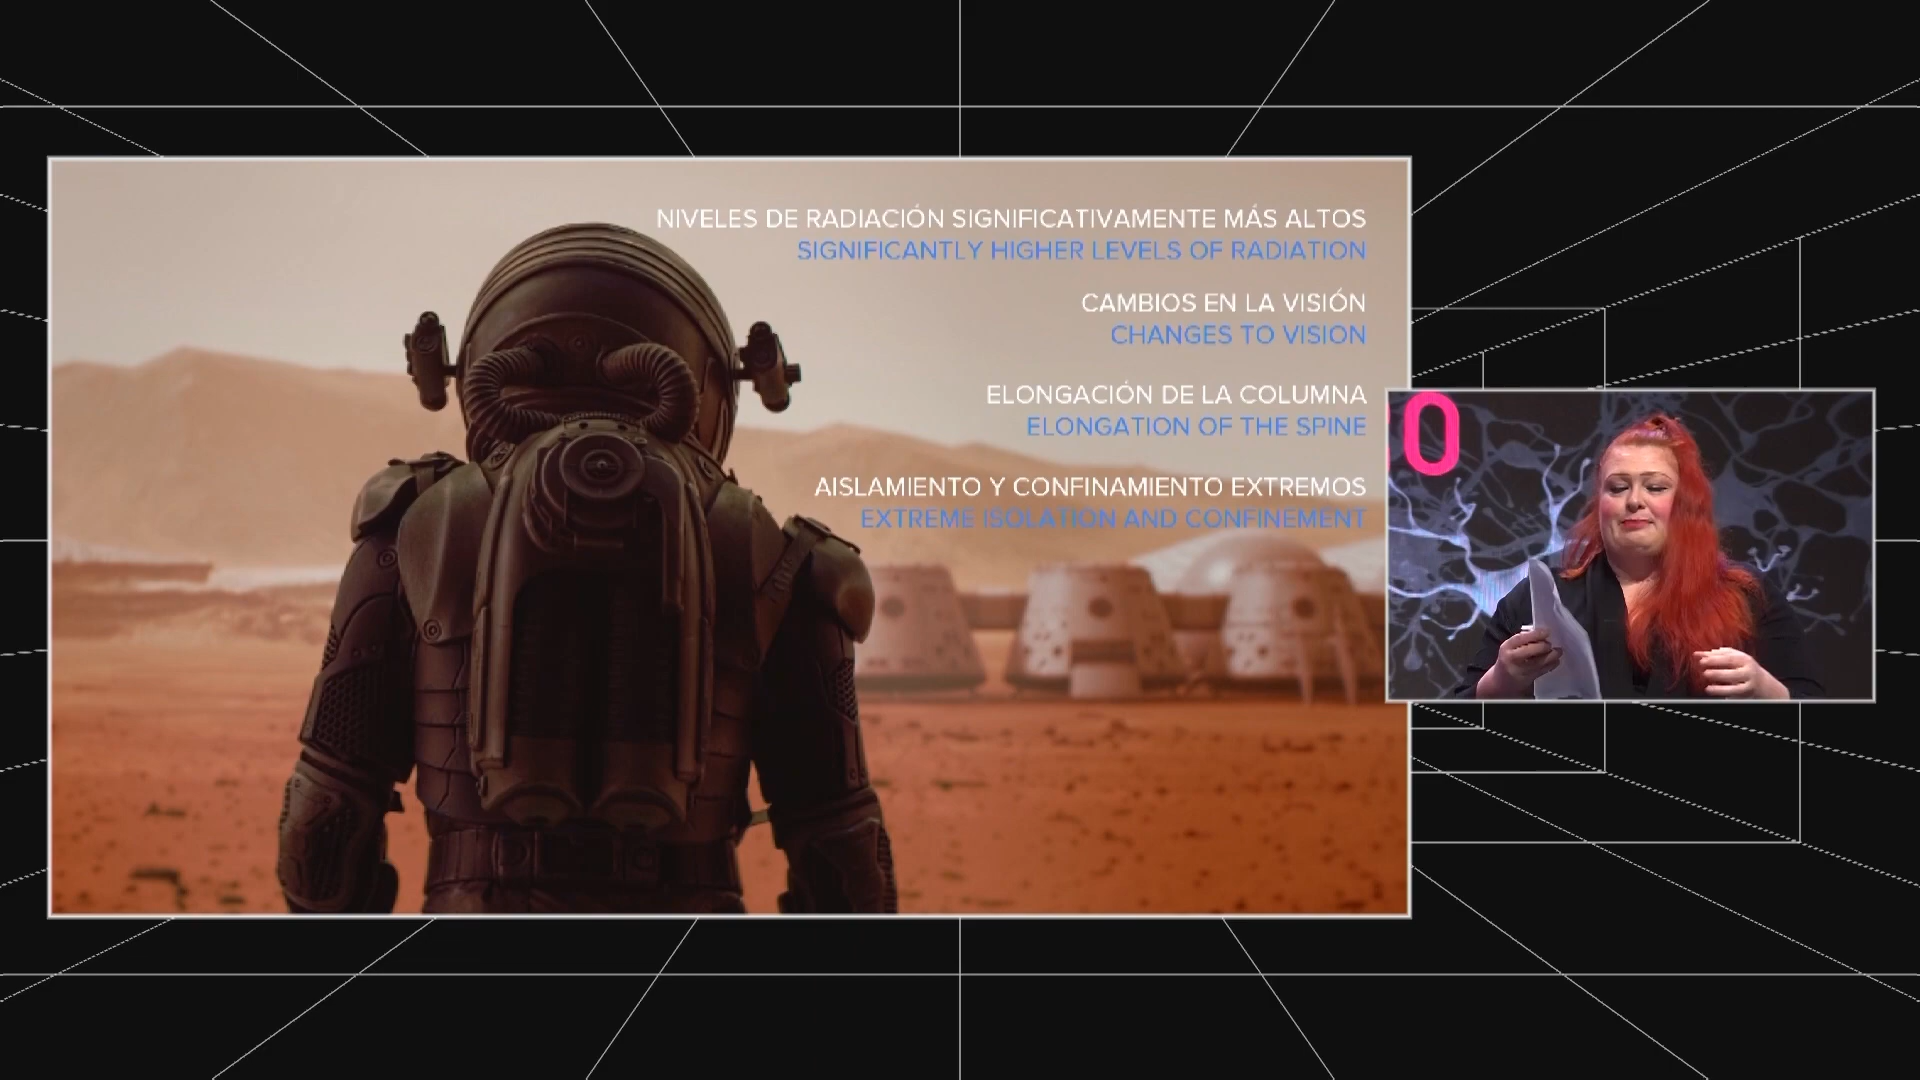 NIVELES DE RADIACIÓN SIGNIFICATIVAMENTE MÁS ALTOS
SIGNIFICANTLY HIGHER LEVELS OF RADIATION
CAMBIOS EN LA VISIÓN
CHANGES TO VISION
ELONGACIÓN DE LA COLUMNA
ELONGATION OF THE SPINE
AISLAMIENTO Y CONFINAMIENTO EXTREMOS
EXTREME ISOLATION AND CONFINEMENT